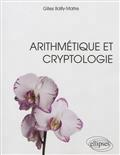 Gilles Bailly-Maitre
ARITHMÉTIQUE ET
CRYPTOLOGIE
ellipses